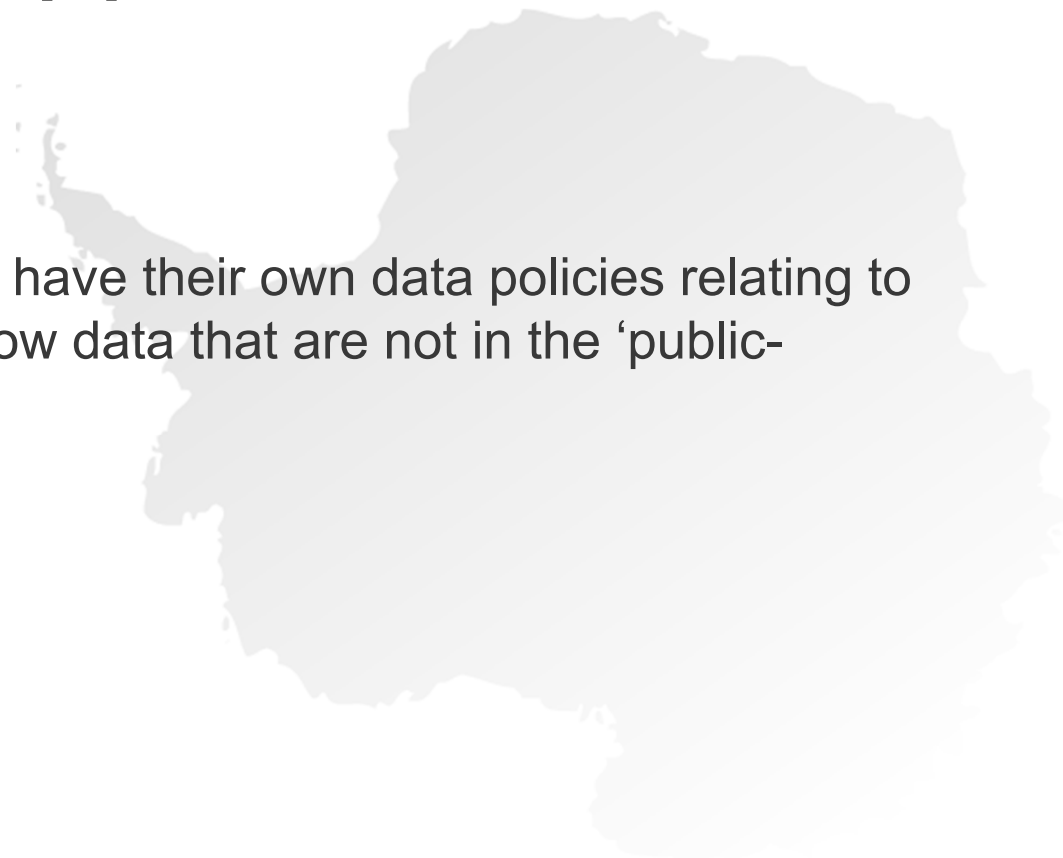 have their own data policies relating to
ow data that are not in the ‘public-